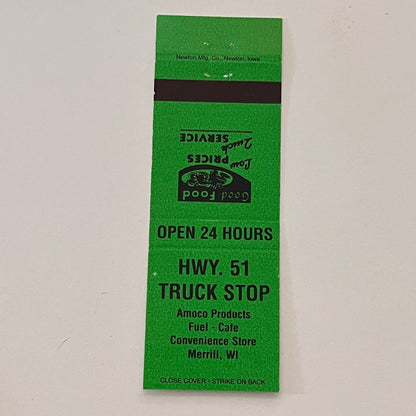 Newton Mfg. Co., Newton, Iowa
Good Food
Low
PRICES
Quick
SERVICE
OPEN 24 HOURS
HWY. 51
TRUCK STOP
Amoco Products
Fuel - Cafe
Convenience Store
Merrill, WI
CLOSE COVER - STRIKE ON BACK